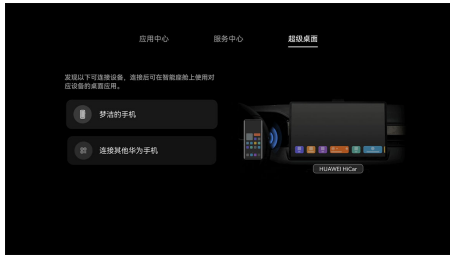 应用中心
服务中心
超级桌面
发现以下可连接设备，连接后可在智能座舱上使用对
应设备的桌面应用。
梦洁的手机
连接其他华为手机
HUAWEI HiCar